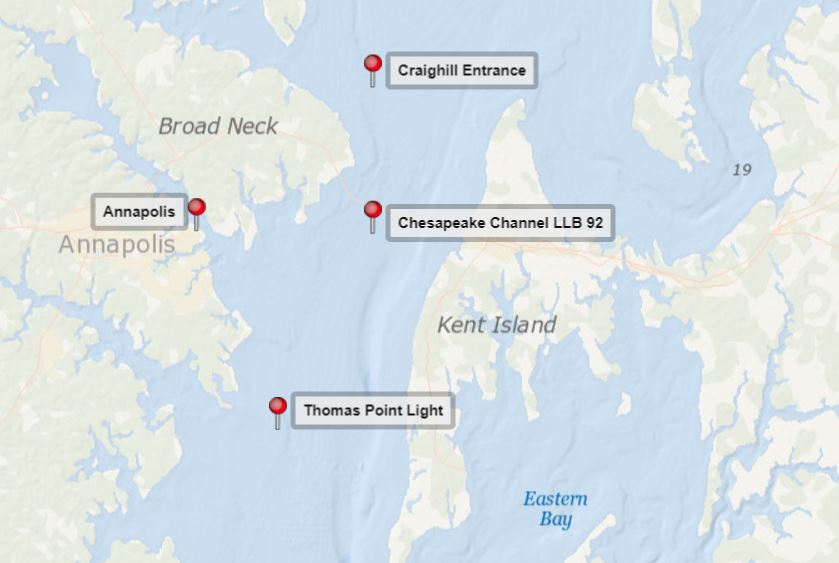 Craighill Entrance
Broad Neck
19
Annapolis
Chesapeake Channel LLB 92
Annapolis
Kent Island
Thomas Point Light
Eastern
Bay